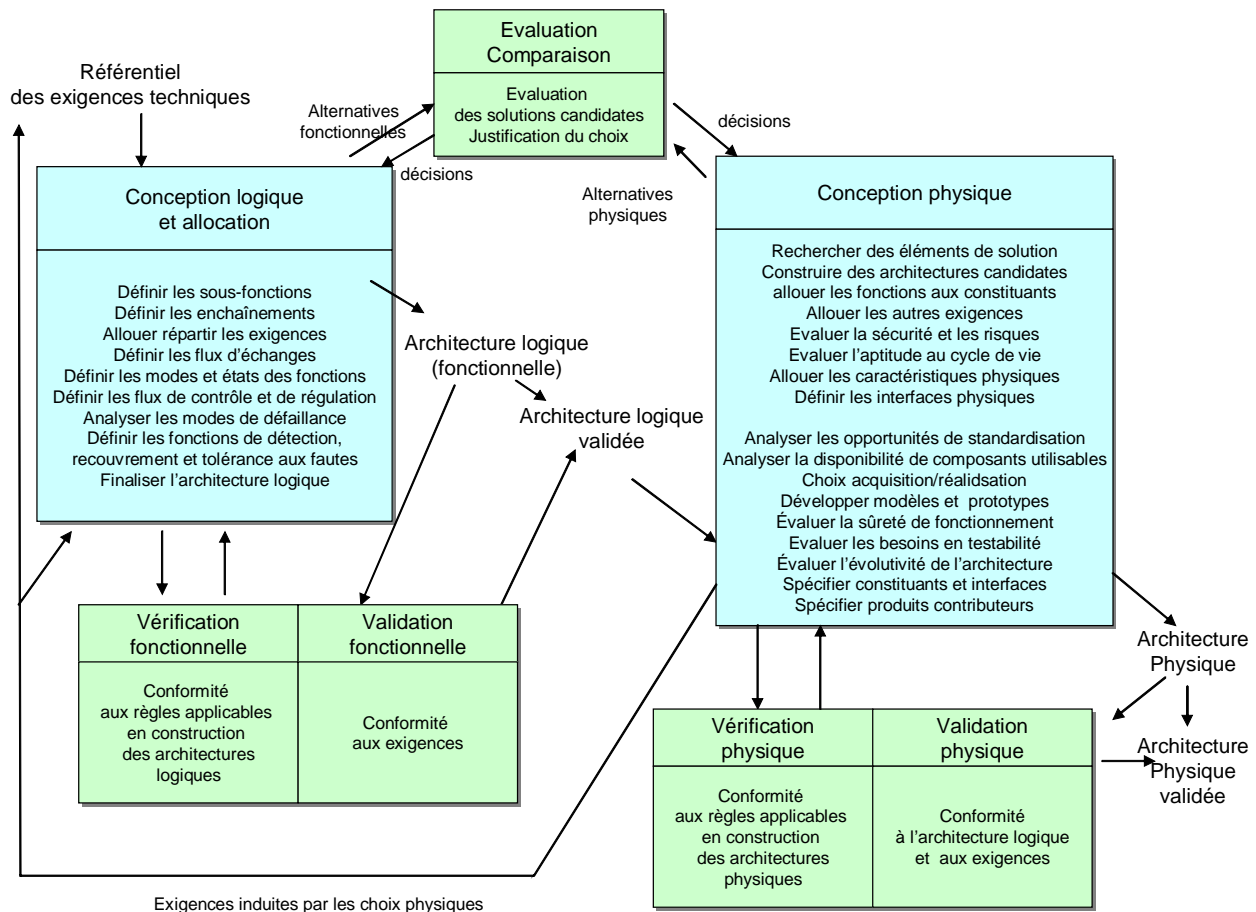 Evaluation
Comparaison
Evaluation
des solutions candidates
Justification du choix
Référentiel
des exigences techniques
Alternatives
fonctionnelles
décisions
décisions
Alternatives
physiques
Conception logique
et allocation
Définir les sous-fonctions
Définir les enchaînements
Allouer répartir les exigences
Définir les flux d'échanges
Définir les modes et états des fonctions
Définir les flux de contrôle et de régulation
Analyser les modes de défaillance
Définir les fonctions de détection,
recouvrement et tolérance aux fautes
Finaliser l'architecture logique
Architecture logique
(fonctionnelle)
Architecture logique
validée
Conception physique
Rechercher des éléments de solution
Construire des architectures candidates
allouer les fonctions aux constituants
Allouer les autres exigences
Evaluer la sécurité et les risques
Evaluer l'aptitude au cycle de vie
Allouer les caractéristiques physiques
Définir les interfaces physiques
Analyser les opportunités de standardisation
Analyser la disponibilité de composants utilisables
Choix acquisition/réalidsation
Développer modèles et prototypes
Évaluer la sûreté de fonctionnement
Evaluer les besoins en testabilité
Évaluer l'évolutivité de l'architecture
Spécifier constituants et interfaces
Spécifier produits contributeurs
Vérification
fonctionnelle
Conformité
aux règles applicables
en construction
des architectures
logiques
Validation
fonctionnelle
Conformité
aux exigences
Architecture
Physique
Architecture
Physique
validée
Vérification
physique
Conformité
aux règles applicables
en construction
des architectures
physiques
Validation
physique
Conformité
à l'architecture logique
et aux exigences
Exigences induites par les choix physiques